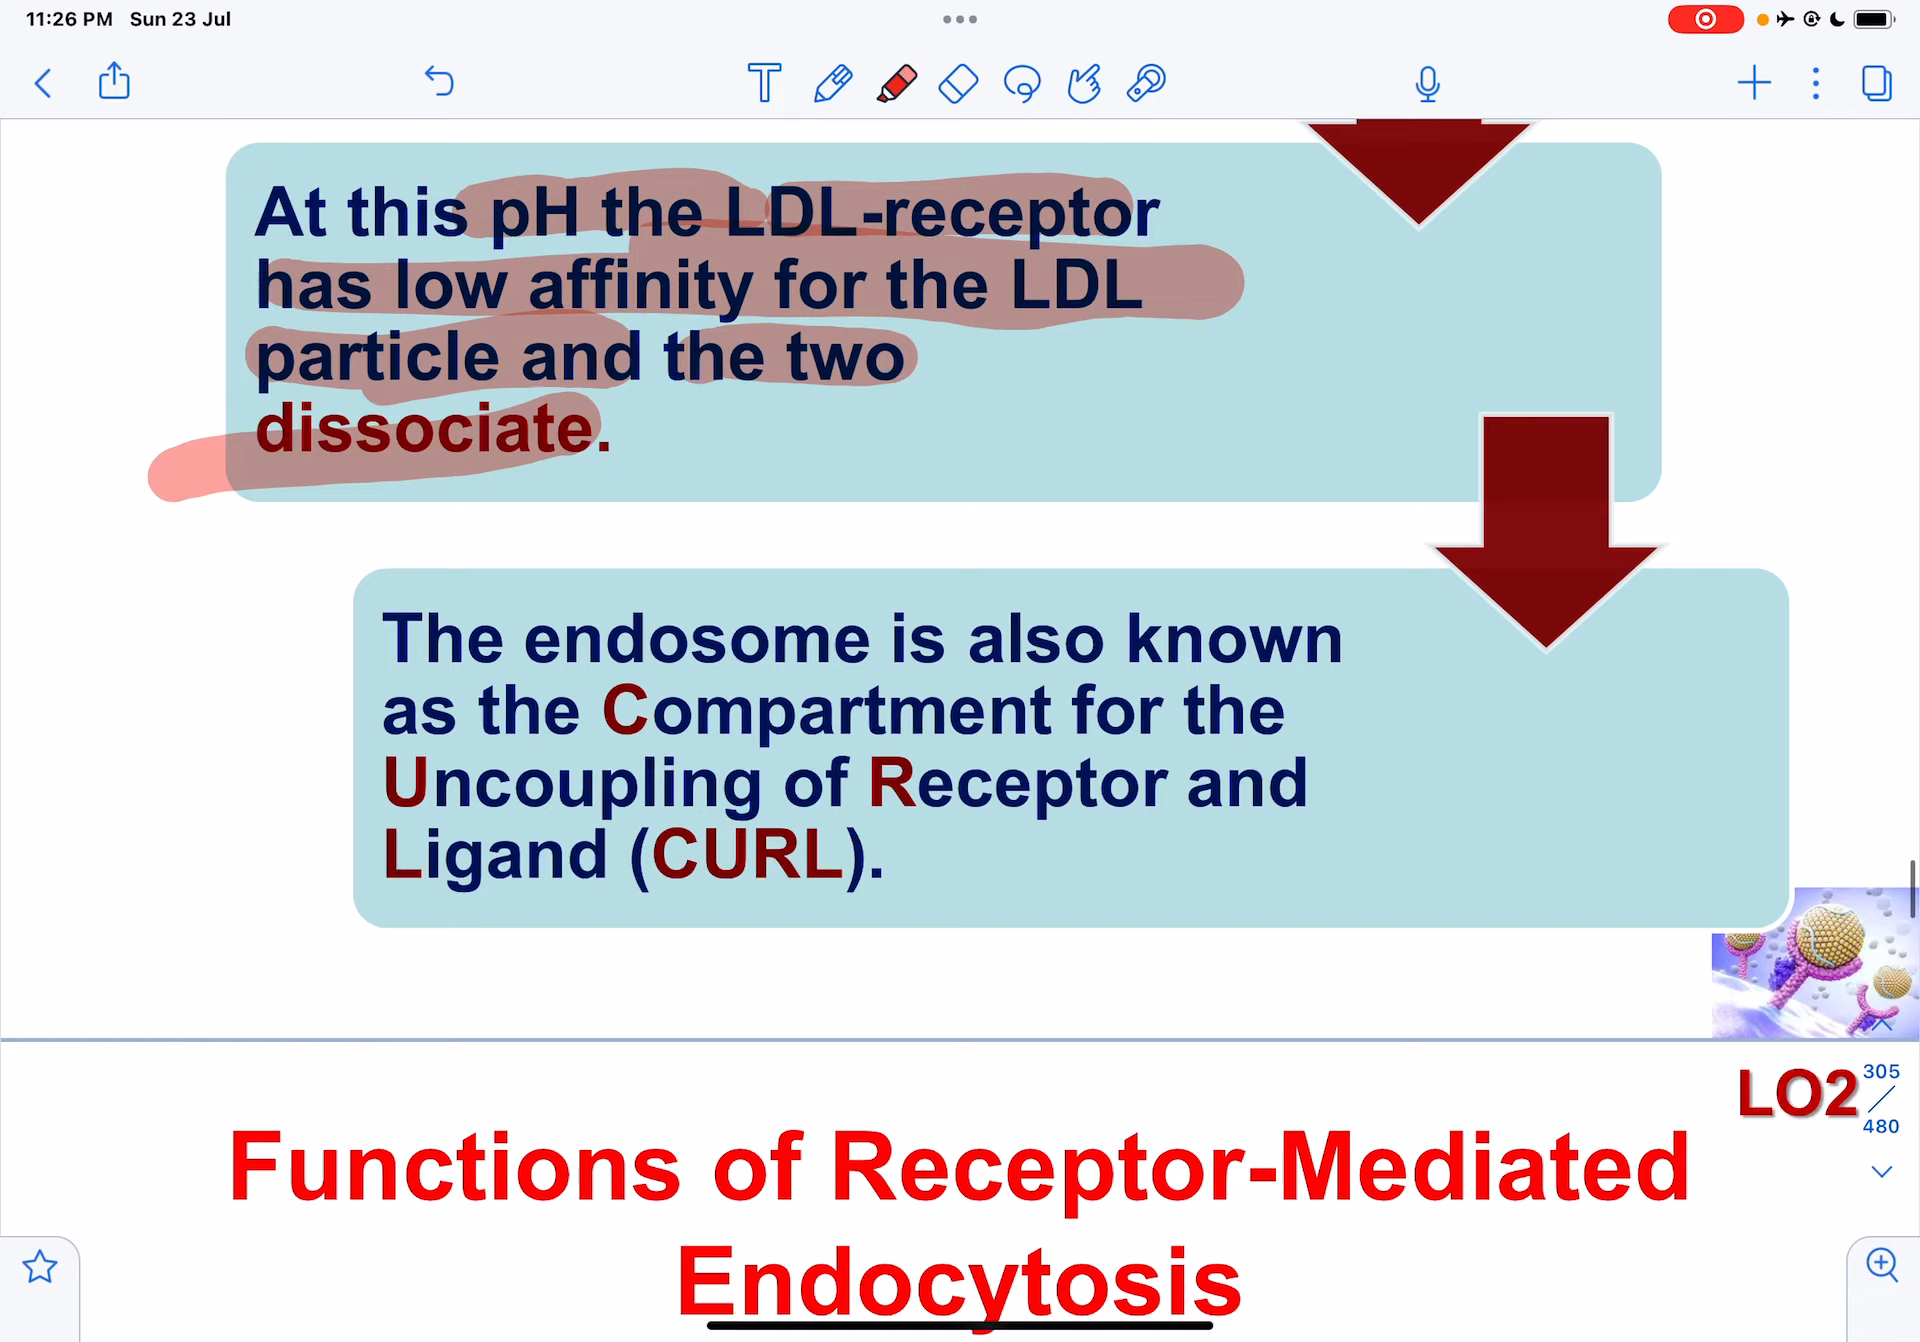 11:26 PM Sun 23 Jul
At this pH the LDL-receptor
has low affinity for the LDL
particle and the two
dissociate.
The endosome is also known
as the Compartment for the
Uncoupling of Receptor and
Ligand (CURL).
LO2
305
480
Functions of Receptor-Mediated
Endocytosis